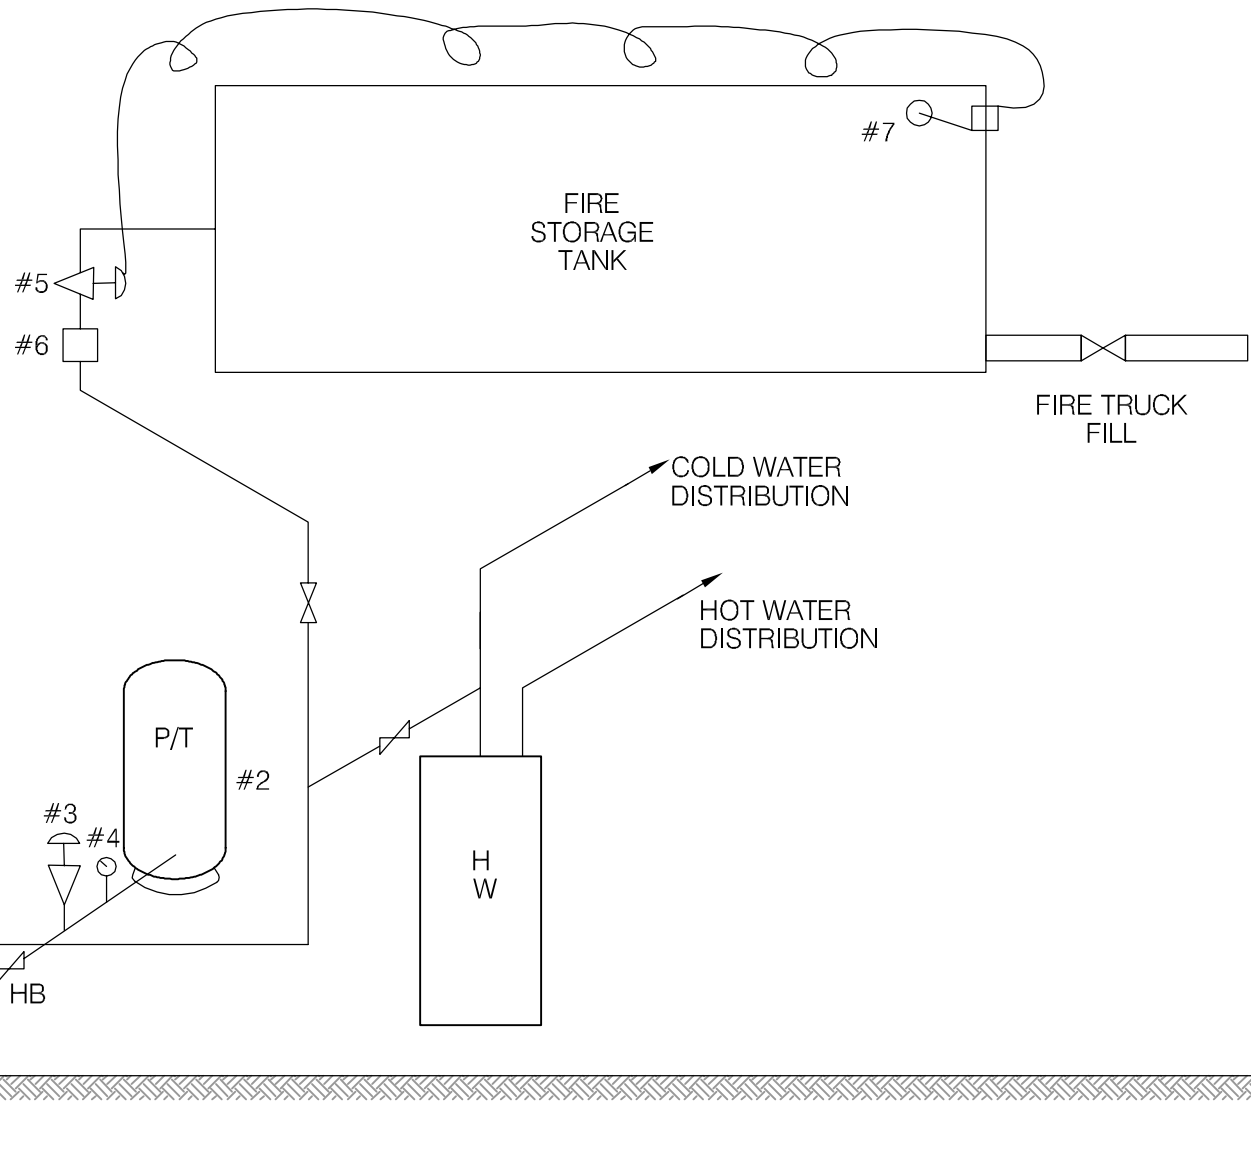 #7
FIRE
STORAGE
TANK
#5
#6
FIRE TRUCK
FILL
COLD WATER
DISTRIBUTION
HOT WATER
DISTRIBUTION
P/T
#2
#3
#4
H
W
HB